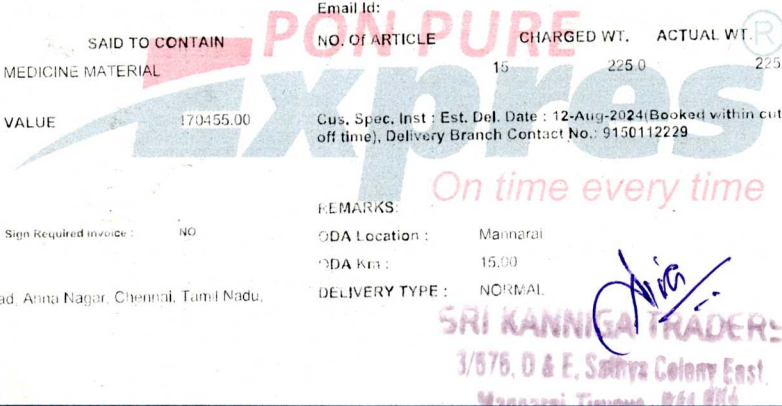 Email Id:
PON PURE
Expres
®
On time every time
SAID TO CONTAIN NO. Of ARTICLE CHARGED WT. ACTUAL WT.
MEDICINE MATERIAL 15 225.0 225
VALUE 170455.00 Cus. Spec. Inst : Est. Del. Date : 12-Aug-2024(Booked within cut
off time), Delivery Branch Contact No.: 9150112229
REMARKS:
Sign Required Invoice : NO ODA Location : Mannarai
ODA Km : 15.00
ad, Anna Nagar, Chennai, Tamil Nadu, DELIVERY TYPE : NORMAL
SRI KANNIGA TRADERS
3/676, D & E, Sathya Colony East,
Mannarai,